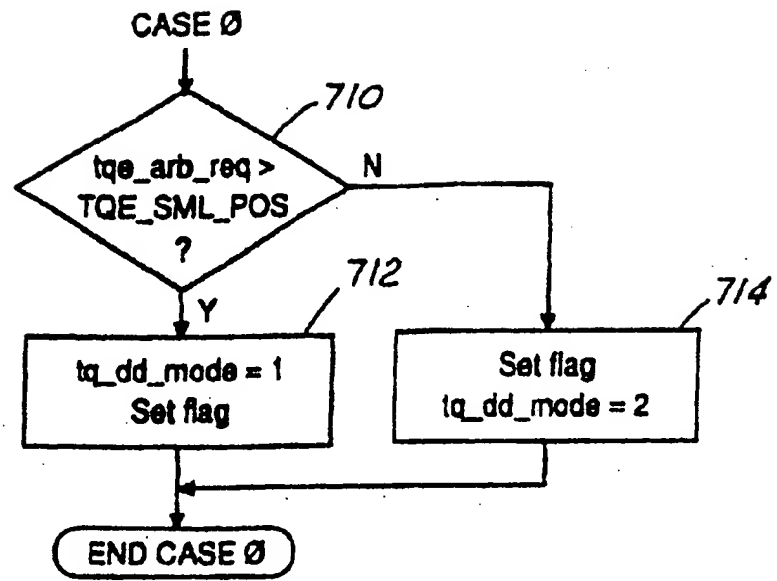 CASE Ø
710
tqe_arb_req >
TQE_SML_POS
?
N
Y
712
tq_dd_mode = 1
Set flag
714
Set flag
tq_dd_mode = 2
END CASE Ø